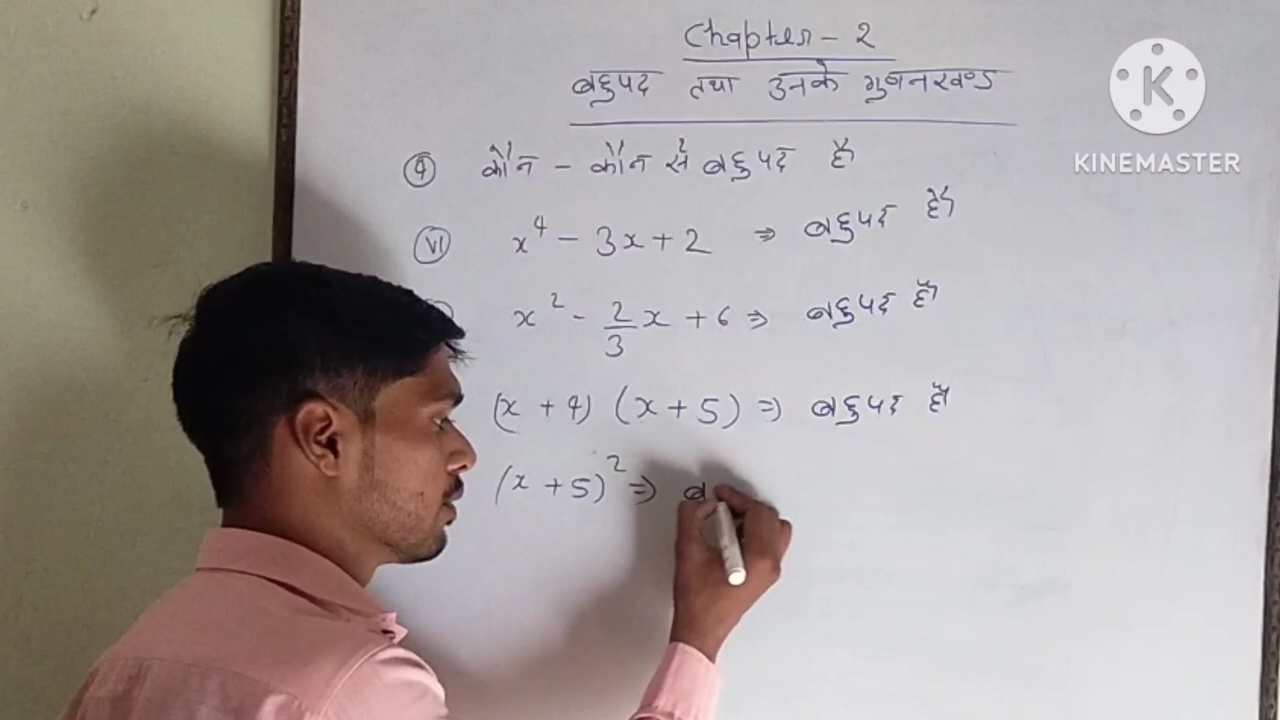 Chapter - 2
बहुपद तथा उनके गुणनखण्ड
K
KINEMASTER
प्र कौन - कौन से बहुपद हैं
(vi) x⁴ - 3x + 2 ⇒ बहुपद है
x² - 2/3 x + 6 ⇒ बहुपद है
(x + 4) (x + 5) ⇒ बहुपद है
(x + 5)² ⇒ ब